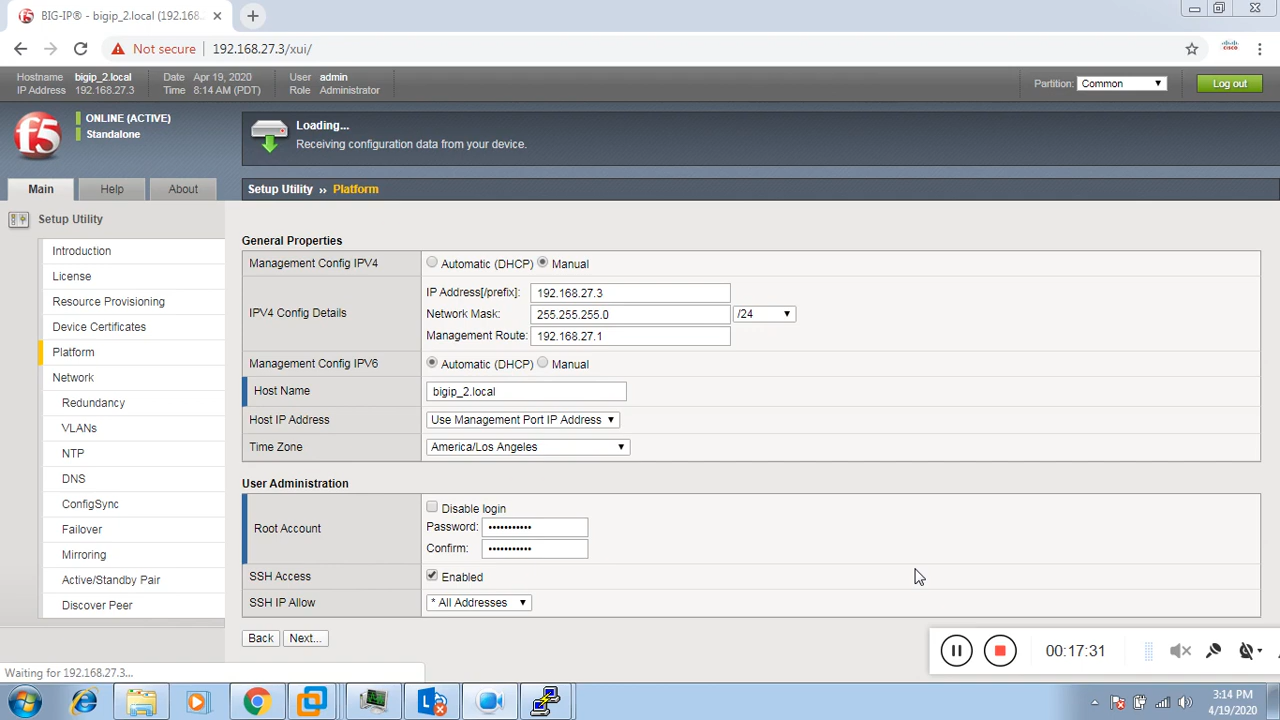 BIG-IP® - bigip_2.local (192.168.
Not secure 192.168.27.3/xui/
Hostname bigip_2.local Date Apr 19, 2020 User admin
IP Address 192.168.27.3 Time 8:14 AM (PDT) Role Administrator
Partition: Common Log out
f5
ONLINE (ACTIVE)
Standalone
Loading...
Receiving configuration data from your device.
Main Help About
Setup Utility ›› Platform
Setup Utility
Introduction
License
Resource Provisioning
Device Certificates
Platform
Network
Redundancy
VLANs
NTP
DNS
ConfigSync
Failover
Mirroring
Active/Standby Pair
Discover Peer
General Properties
Management Config IPV4 Automatic (DHCP) Manual
IPV4 Config Details
IP Address[/prefix]: 192.168.27.3
Network Mask: 255.255.255.0 /24
Management Route: 192.168.27.1
Management Config IPV6 Automatic (DHCP) Manual
Host Name bigip_2.local
Host IP Address Use Management Port IP Address
Time Zone America/Los Angeles
User Administration
Root Account
Disable login
Password: •••••••••••
Confirm: •••••••••••
SSH Access Enabled
SSH IP Allow * All Addresses
Back Next...
00:17:31
Waiting for 192.168.27.3...
3:14 PM
4/19/2020